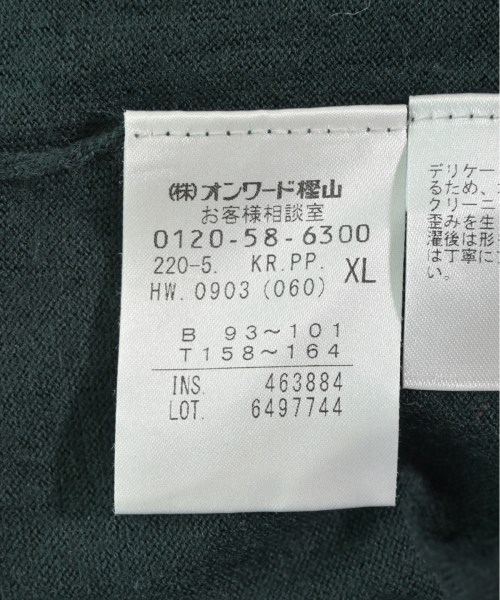 (株)オンワード樫山
お客様相談室
0120-58-6300
220-5. KR.PP. XL
HW.0903(060)
B 93～101
T 158～164
INS. 463884
LOT. 6497744
デリケー
るため、
クリーニ
歪みを生
濯後は形
は丁寧に
い。